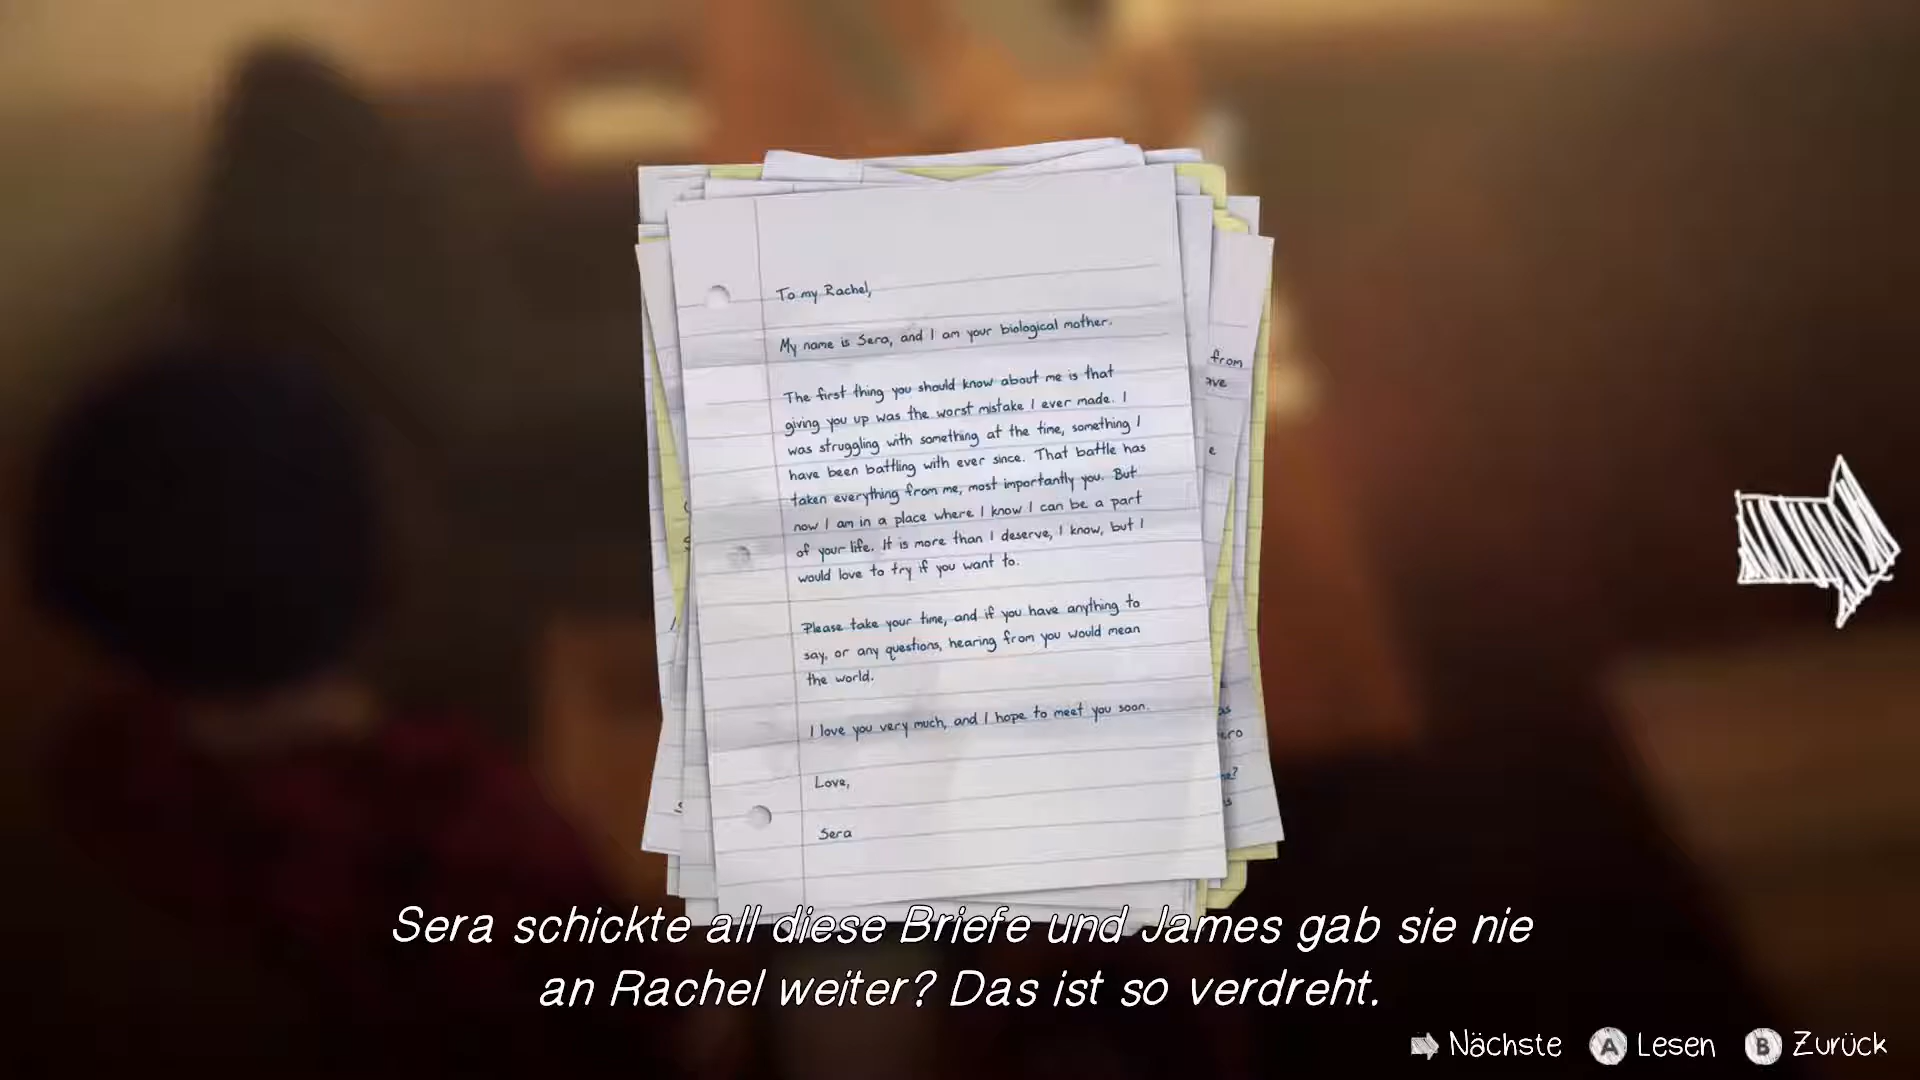 To my Rachel,
My name is Sera, and I am your biological mother.
The first thing you should know about me is that
giving you up was the worst mistake I ever made. I
was struggling with something at the time, something I
have been battling with ever since. That battle has
taken everything from me, most importantly you. But
now I am in a place where I know I can be a part
of your life. It is more than I deserve, I know, but I
would love to try if you want to.
Please take your time, and if you have anything to
say, or any questions, hearing from you would mean
the world.
I love you very much, and I hope to meet you soon.
Love,
Sera
from
Sera schickte all diese Briefe und James gab sie nie
an Rachel weiter? Das ist so verdreht.
Nächste A Lesen B Zurück